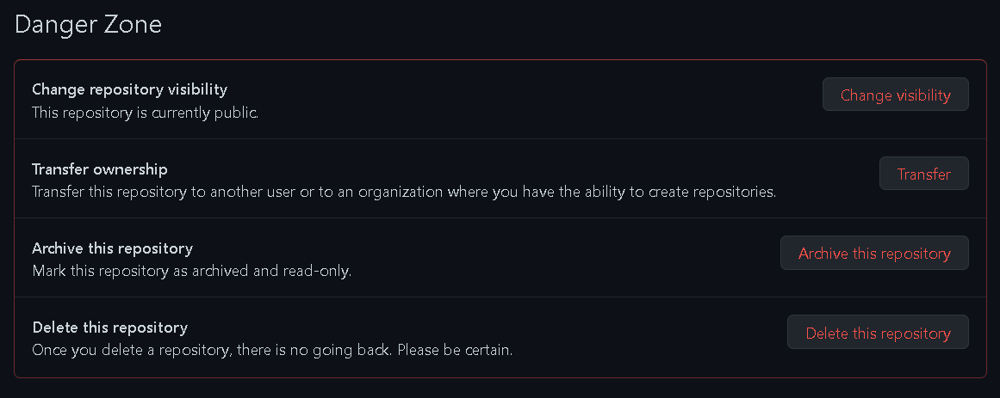 Danger Zone
Change repository visibility
This repository is currently public.
Change visibility
Transfer ownership
Transfer this repository to another user or to an organization where you have the ability to create repositories.
Transfer
Archive this repository
Mark this repository as archived and read-only.
Archive this repository
Delete this repository
Once you delete a repository, there is no going back. Please be certain.
Delete this repository